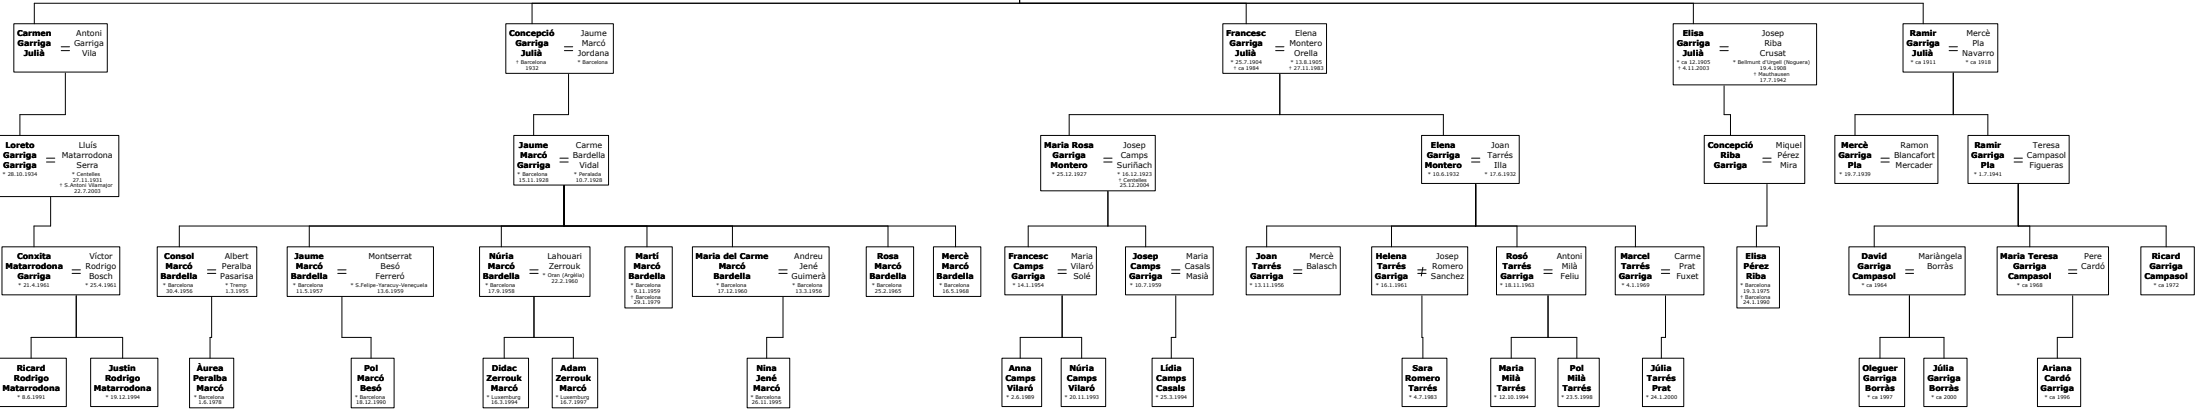 Carmen
Garriga
Julià
=
Antoni
Garriga
Vila
Concepció
Garriga
Julià
† Barcelona
1932
=
Jaume
Marcó
Jordana
* Barcelona
Francesc
Garriga
Julià
* 25.7.1904
† ca 1984
=
Elena
Montero
Orella
* 13.8.1905
† 27.11.1983
Elisa
Garriga
Julià
* ca 12.1905
† 4.11.2003
=
Josep
Riba
Crusat
* Bellmunt d'Urgell (Noguera)
19.4.1908
† Mauthausen
17.7.1942
Ramir
Garriga
Julià
* ca 1911
=
Mercè
Pla
Navarro
* ca 1918
Loreto
Garriga
Garriga
* 28.10.1934
=
Lluís
Matarrodona
Serra
* Centelles
27.11.1931
† S.Antoni Vilamajor
22.7.2003
Jaume
Marcó
Garriga
* Barcelona
15.11.1928
=
Carme
Bardella
Vidal
* Peralada
10.7.1928
Maria Rosa
Garriga
Montero
* 25.12.1927
=
Josep
Camps
Suriñach
* 16.12.1923
† Centelles
25.12.2004
Elena
Garriga
Montero
* 10.6.1932
=
Joan
Tarrés
Illa
* 17.6.1932
Concepció
Riba
Garriga
=
Miquel
Pérez
Mira
Mercè
Garriga
Pla
* 19.7.1939
=
Ramon
Blancafort
Mercader
Ramir
Garriga
Pla
* 1.7.1941
=
Teresa
Campasol
Figueras
Conxita
Matarrodona
Garriga
* 21.4.1961
=
Víctor
Rodrigo
Bosch
* 25.4.1961
Consol
Marcó
Bardella
* Barcelona
30.4.1956
=
Albert
Peralba
Pasarisa
* Tremp
1.3.1955
Jaume
Marcó
Bardella
* Barcelona
11.5.1957
=
Montserrat
Besó
Ferreró
* S.Felipe-Yaracuy-Veneçuela
13.6.1959
Núria
Marcó
Bardella
* Barcelona
17.9.1958
=
Lahouari
Zerrouk
* Oran (Argèlia)
22.2.1960
Martí
Marcó
Bardella
* Barcelona
9.11.1959
† Barcelona
29.1.1979
Maria del Carme
Marcó
Bardella
* Barcelona
17.12.1960
=
Andreu
Jené
Guimerà
* Barcelona
13.3.1956
Rosa
Marcó
Bardella
* Barcelona
25.2.1965
Mercè
Marcó
Bardella
* Barcelona
16.5.1968
Francesc
Camps
Garriga
* 14.1.1954
=
Maria
Vilaró
Solé
Josep
Camps
Garriga
* 10.7.1959
=
Maria
Casals
Masià
Joan
Tarrés
Garriga
* 13.11.1956
=
Mercè
Balasch
Helena
Tarrés
Garriga
* 16.1.1961
≠
Josep
Romero
Sanchez
Rosó
Tarrés
Garriga
* 18.11.1963
=
Antoni
Milà
Feliu
Marcel
Tarrés
Garriga
* 4.1.1969
=
Carme
Prat
Fuxet
Elisa
Pérez
Riba
* Barcelona
19.3.1975
† Barcelona
24.1.1990
David
Garriga
Campasol
* ca 1964
=
Mariàngela
Borràs
Maria Teresa
Garriga
Campasol
* ca 1968
=
Pere
Cardó
Ricard
Garriga
Campasol
* ca 1972
Ricard
Rodrigo
Matarrodona
* 8.6.1991
Justin
Rodrigo
Matarrodona
* 19.12.1994
Àurea
Peralba
Marcó
* Barcelona
1.6.1978
Pol
Marcó
Besó
* Barcelona
18.12.1990
Didac
Zerrouk
Marcó
* Luxemburg
16.3.1994
Adam
Zerrouk
Marcó
* Luxemburg
16.7.1997
Nina
Jené
Marcó
* Barcelona
26.11.1995
Anna
Camps
Vilaró
* 2.6.1989
Núria
Camps
Vilaró
* 20.11.1993
Lídia
Camps
Casals
* 25.3.1994
Sara
Romero
Tarrés
* 4.7.1983
Maria
Milà
Tarrés
* 12.10.1994
Pol
Milà
Tarrés
* 23.5.1998
Júlia
Tarrés
Prat
* 24.1.2000
Oleguer
Garriga
Borràs
* ca 1997
Júlia
Garriga
Borràs
* ca 2000
Ariana
Cardó
Garriga
* ca 1996